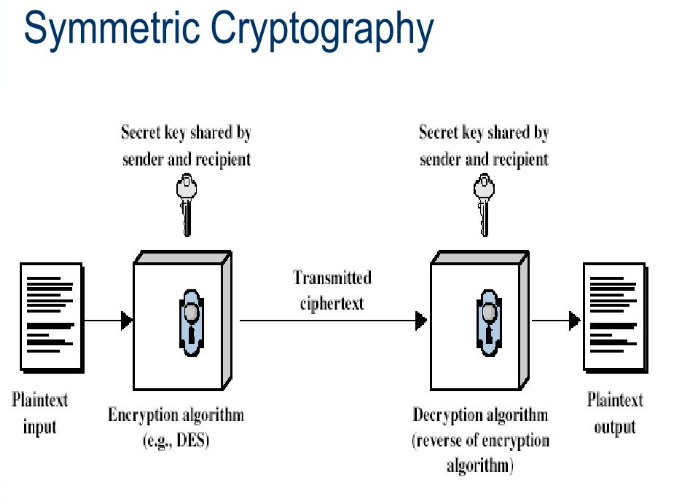 Symmetric Cryptography
Secret key shared by
sender and recipient
Secret key shared by
sender and recipient
Transmitted
ciphertext
Plaintext
input
Encryption algorithm
(e.g., DES)
Decryption algorithm
(reverse of encryption
algorithm)
Plaintext
output